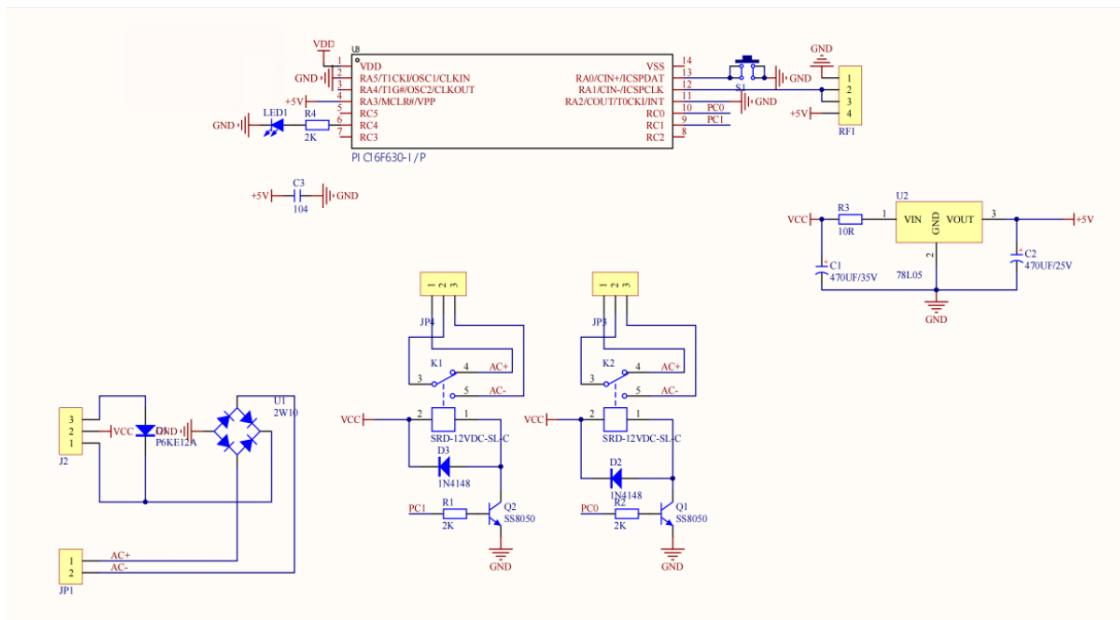 VDD
U8
1 VDD VSS 14
GND 2 RA5/T1CKI/OSC1/CLKIN RA0/CIN+/ICSPDAT 13 S1 GND
3 RA4/T1G#/OSC2/CLKOUT RA1/CIN-/ICSPCLK 12
+5V 4 RA3/MCLR#/VPP RA2/COUT/T0CKI/INT 11 GND
5 RC5 RC0 10 PC0
GND LED1 R4 2K 6 RC4 RC1 9 PC1
7 RC3 RC2 8
PIC16F630-I/P
GND
1
2
3
+5V 4
RF1
C3
+5V GND
104
U2
VCC R3 1 VIN GND VOUT 3 +5V
10R
2
C1
470UF/35V
78L05
C2
470UF/25V
GND
1 2 3
JP4
K1
4 AC+
3
5 AC-
VCC 2 1
SRD-12VDC-SL-C
D3
1N4148
PC1 R1 Q2
2K SS8050
GND
1 2 3
JP3
K2
4 AC+
3
5 AC-
VCC 2 1
SRD-12VDC-SL-C
D2
1N4148
PC0 R2 Q1
2K SS8050
GND
U1
2W10
3
2 VCC GND
1 P6KE12A
J2
1 AC+
2 AC-
JP1